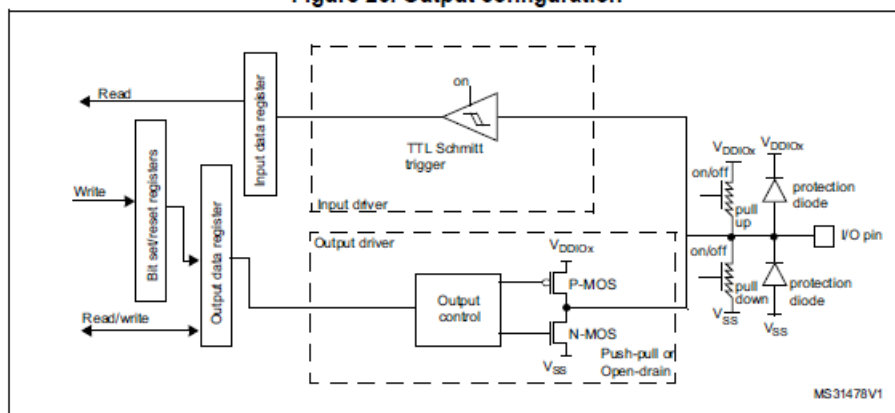 Figure 20. Output configuration
Read
Bit set/reset registers
Write
Read/write
Input data register
Output data register
on
TTL Schmitt
trigger
Input driver
Output driver
Output
control
VDDIOx
P-MOS
N-MOS
VSS
Push-pull or
Open-drain
VDDIOx
on/off
pull
up
on/off
pull
down
VSS
VDDIOx
protection
diode
I/O pin
protection
diode
VSS
MS31478V1